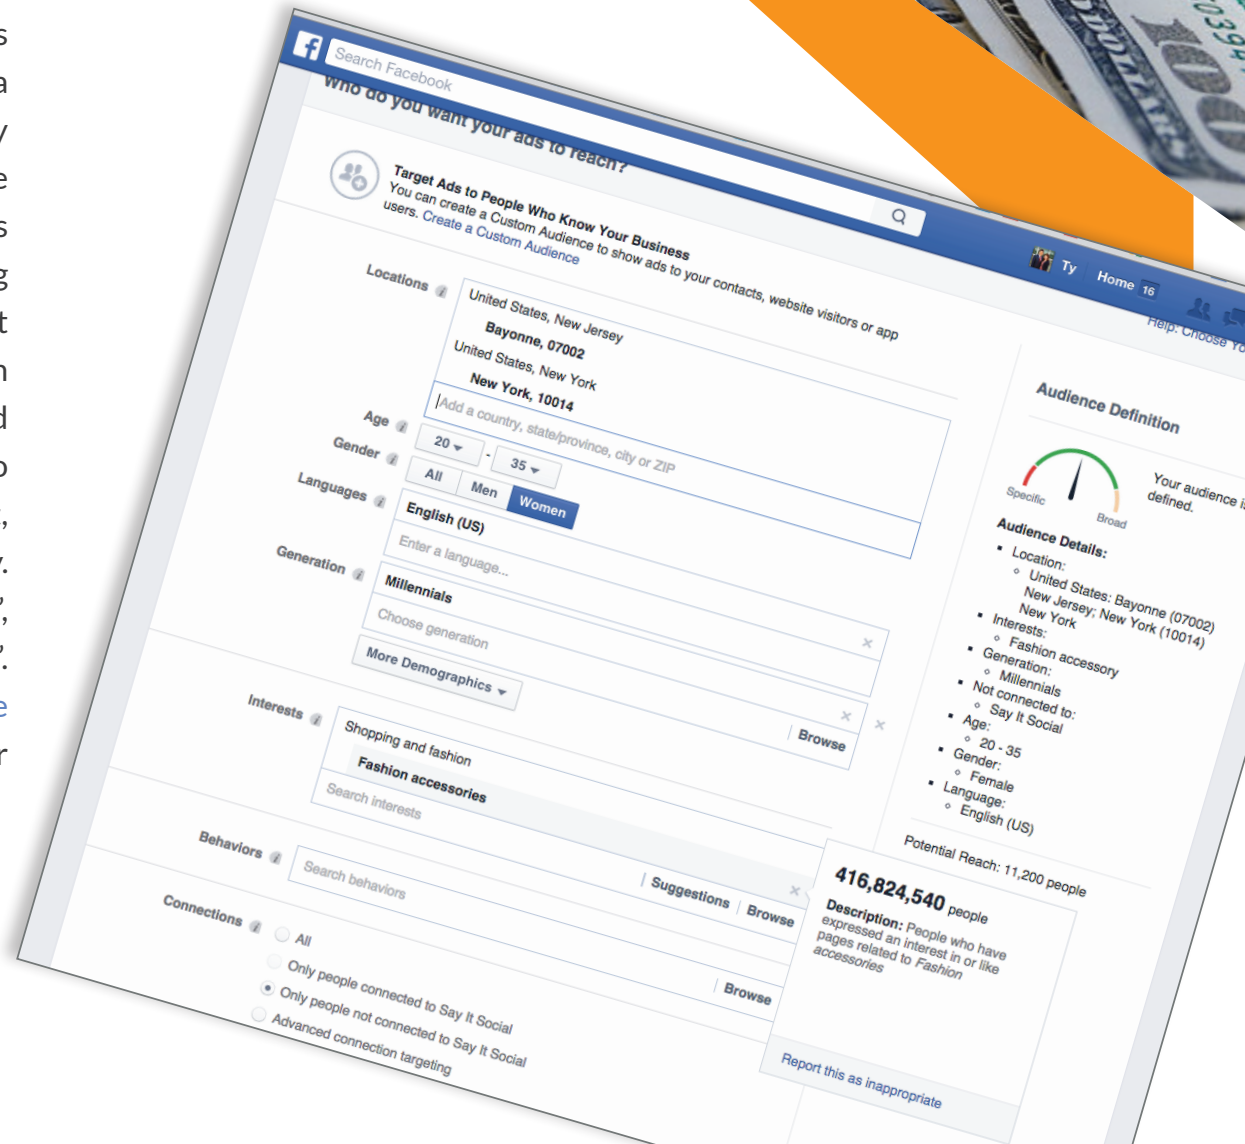 s
a
y
e
s
g
t
n
d
o
,
.
,
’.
e
r
DOLLARS
100
f Search Facebook
Ty Home 16
Who do you want your ads to reach?
Help: Choose Yo
Target Ads to People Who Know Your Business
You can create a Custom Audience to show ads to your contacts, website visitors or app
users. Create a Custom Audience
Locations
United States, New Jersey
Bayonne, 07002
United States, New York
New York, 10014
Add a country, state/province, city or ZIP
Age 20 - 35
Gender All Men Women
Languages English (US)
Enter a language...
Generation Millennials
Choose generation
Browse
More Demographics
Interests Shopping and fashion
Fashion accessories
Search interests
Suggestions Browse
Behaviors Search behaviors
Browse
Connections All
Only people connected to Say It Social
Only people not connected to Say It Social
Advanced connection targeting
Audience Definition
Specific
Broad
Your audience is
defined.
Audience Details:
Location:
United States: Bayonne (07002)
New Jersey; New York (10014)
New York
Interests:
Fashion accessory
Generation:
Millennials
Not connected to:
Say It Social
Age:
20 - 35
Gender:
Female
Language:
English (US)
Potential Reach: 11,200 people
416,824,540 people
Description: People who have
expressed an interest in or like
pages related to Fashion
accessories
Report this as inappropriate